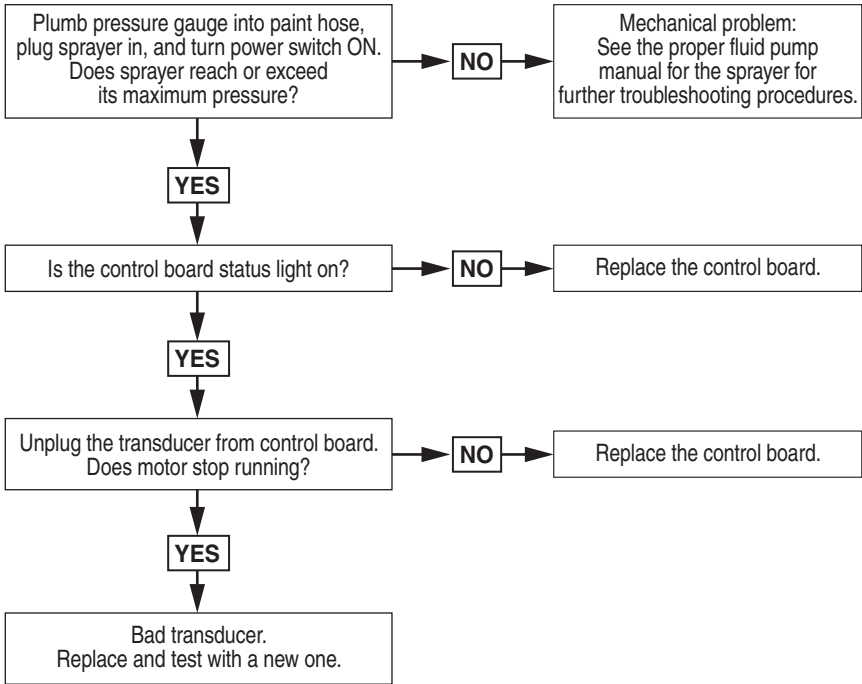 Plumb pressure gauge into paint hose,
plug sprayer in, and turn power switch ON.
Does sprayer reach or exceed
its maximum pressure?
NO
Mechanical problem:
See the proper fluid pump
manual for the sprayer for
further troubleshooting procedures.
YES
Is the control board status light on?
NO
Replace the control board.
YES
Unplug the transducer from control board.
Does motor stop running?
NO
Replace the control board.
YES
Bad transducer.
Replace and test with a new one.